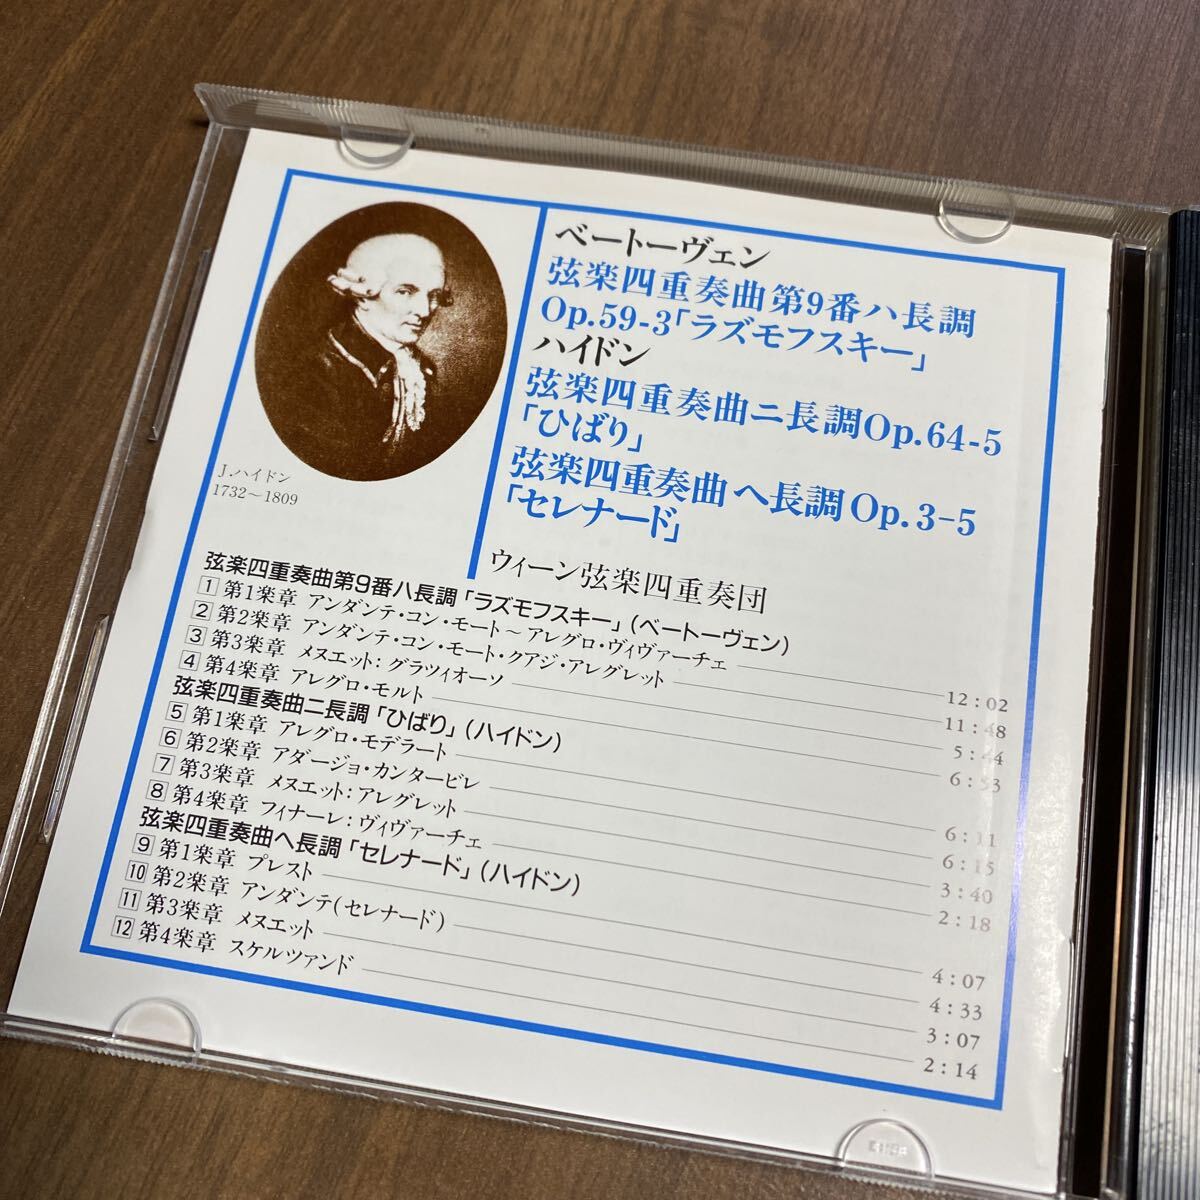 ベートーヴェン
弦楽四重奏曲第9番ハ長調
Op.59-3「ラズモフスキー」
ハイドン
弦楽四重奏曲ニ長調Op.64-5
「ひばり」
弦楽四重奏曲ヘ長調Op.3-5
「セレナード」
ウィーン弦楽四重奏団
J.ハイドン
1732～1809
弦楽四重奏曲第9番ハ長調「ラズモフスキー」(ベートーヴェン)
1 第1楽章 アンダンテ・コン・モート～アレグロ・ヴィヴァーチェ 12:02
2 第2楽章 アンダンテ・コン・モート・クアジ・アレグレット 11:48
3 第3楽章 メヌエット:グラツィオーソ 5:44
4 第4楽章 アレグロ・モルト 6:53
弦楽四重奏曲ニ長調「ひばり」(ハイドン)
5 第1楽章 アレグロ・モデラート 6:11
6 第2楽章 アダージョ・カンタービレ 6:15
7 第3楽章 メヌエット:アレグレット 3:40
8 第4楽章 フィナーレ:ヴィヴァーチェ 2:18
弦楽四重奏曲ヘ長調「セレナード」(ハイドン)
9 第1楽章 プレスト 4:07
10 第2楽章 アンダンテ(セレナード) 4:33
11 第3楽章 メヌエット 3:07
12 第4楽章 スケルツァンド 2:14